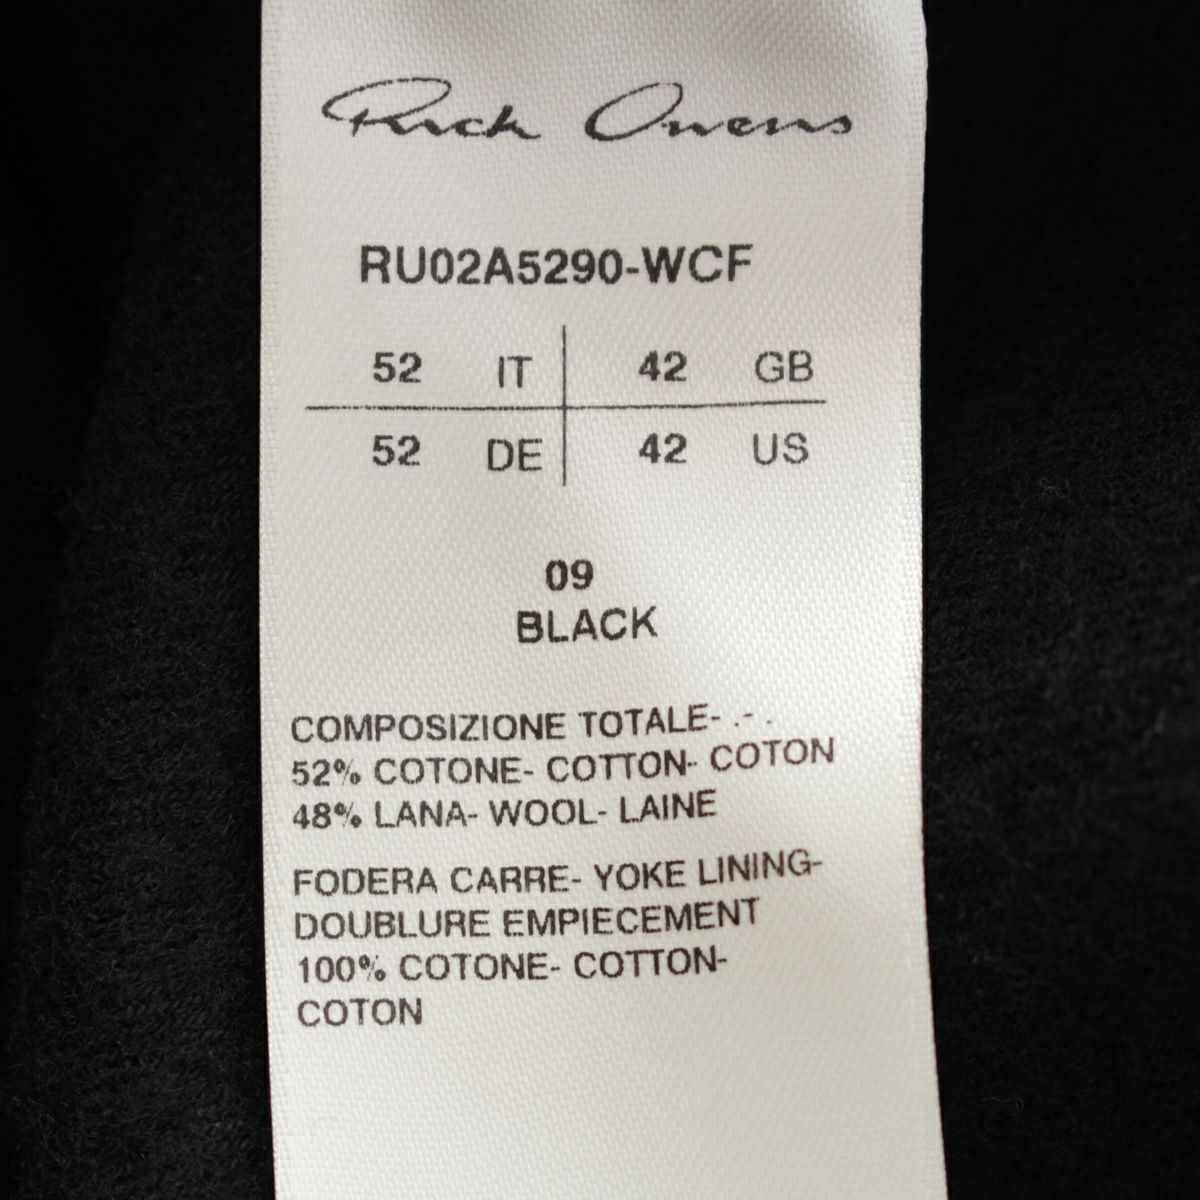 Rick Owens
RU02A5290-WCF
52 IT 42 GB
52 DE 42 US
09
BLACK
COMPOSIZIONE TOTALE- .-.
52% COTONE- COTTON- COTON
48% LANA- WOOL- LAINE
FODERA CARRE- YOKE LINING-
DOUBLURE EMPIECEMENT
100% COTONE- COTTON-
COTON